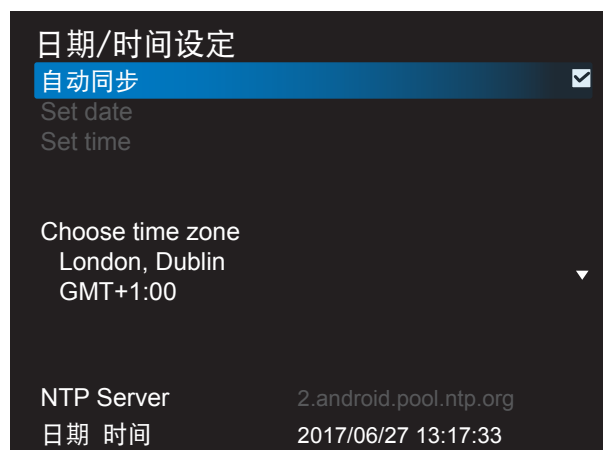 日期/时间设定
自动同步
Set date
Set time
Choose time zone
London, Dublin
GMT+1:00
NTP Server 2.android.pool.ntp.org
日期 时间 2017/06/27 13:17:33